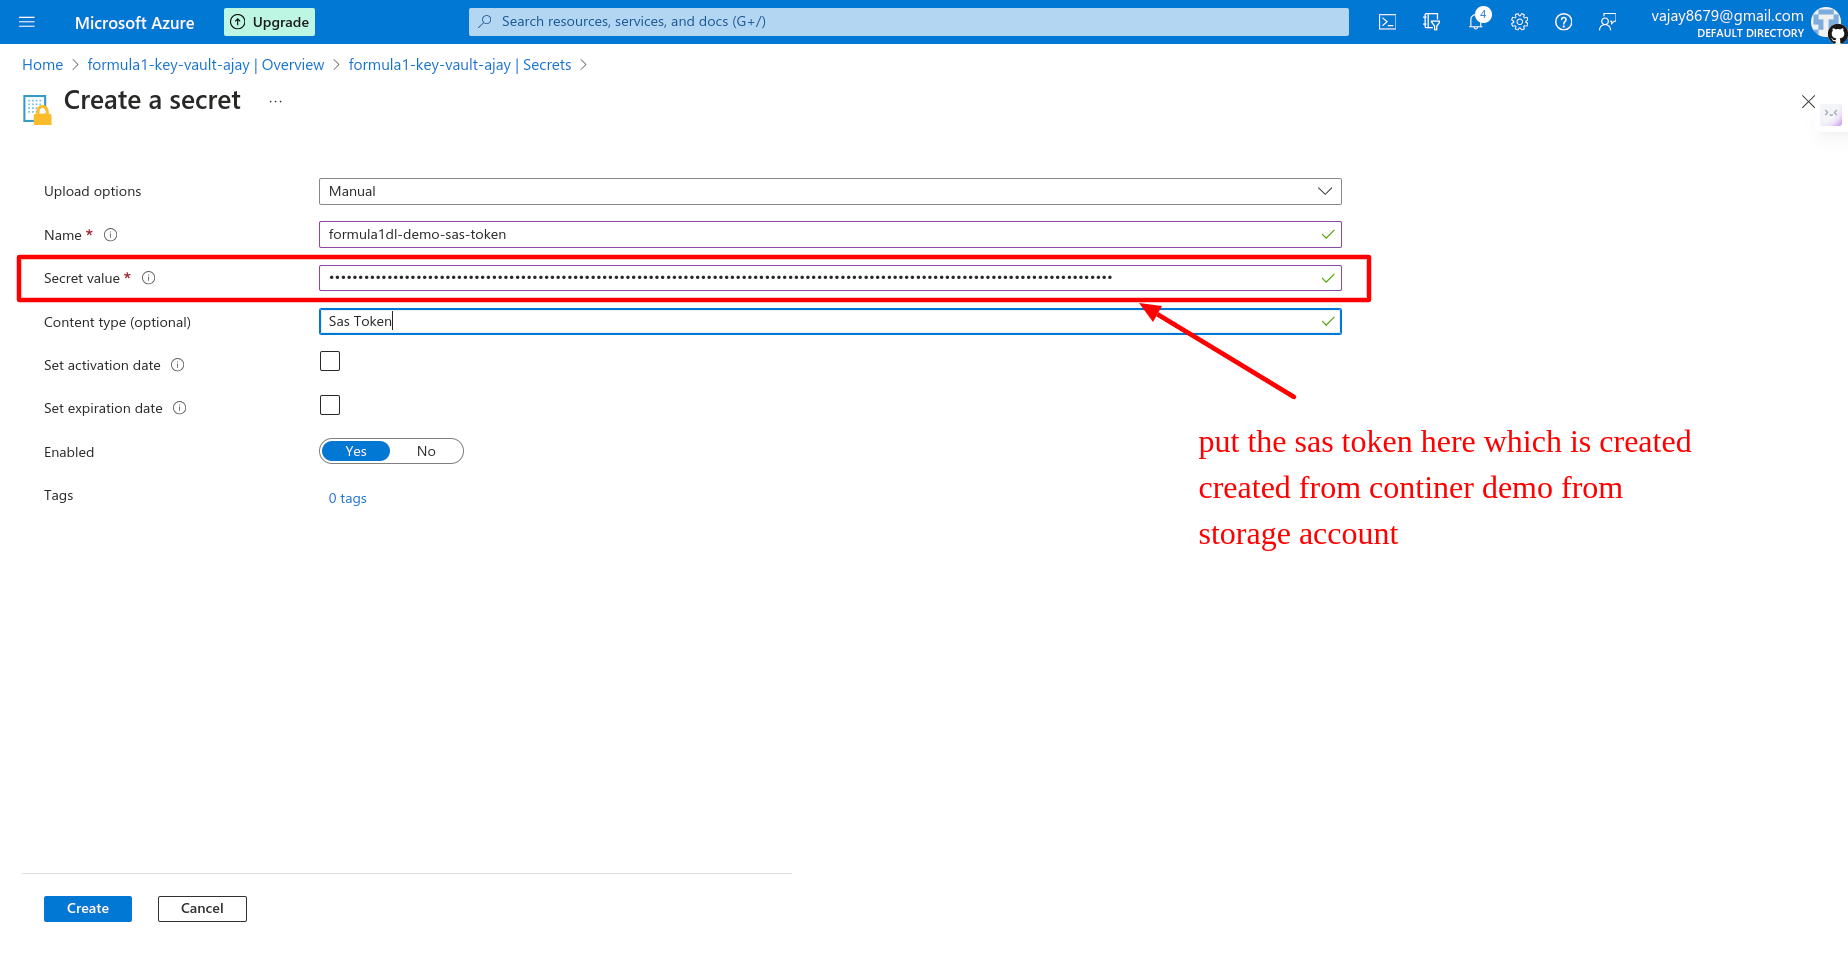 Microsoft Azure
Upgrade
Search resources, services, and docs (G+/)
4
vajay8679@gmail.com
DEFAULT DIRECTORY
Home > formula1-key-vault-ajay | Overview > formula1-key-vault-ajay | Secrets >
Create a secret ...
Upload options
Manual
Name *
formula1dl-demo-sas-token
Secret value *
Content type (optional)
Sas Token
Set activation date
Set expiration date
Enabled
Yes No
Tags
0 tags
put the sas token here which is created
created from continer demo from
storage account
Create
Cancel